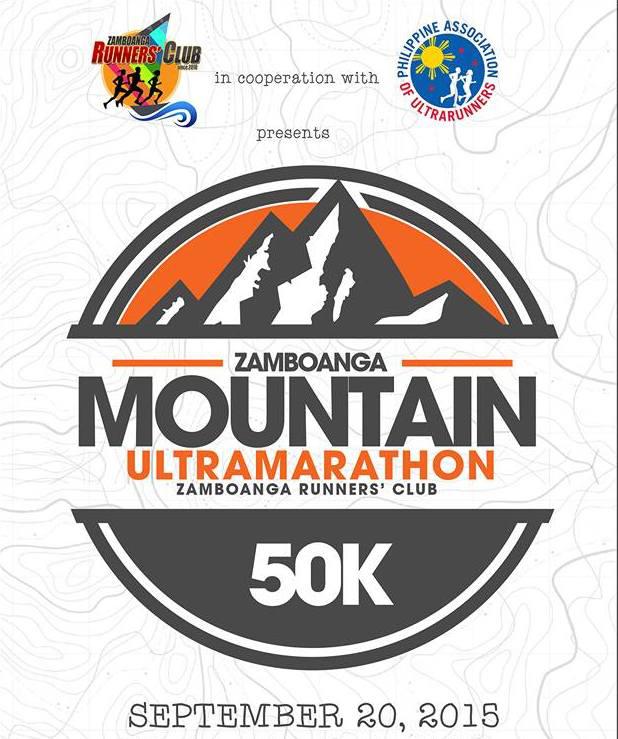 ZAMBOANGA
RUNNERS' CLUB
since 2010
in cooperation with
PHILIPPINE ASSOCIATION
OF ULTRARUNNERS
presents
ZAMBOANGA
MOUNTAIN
ULTRAMARATHON
ZAMBOANGA RUNNERS' CLUB
50K
SEPTEMBER 20, 2015